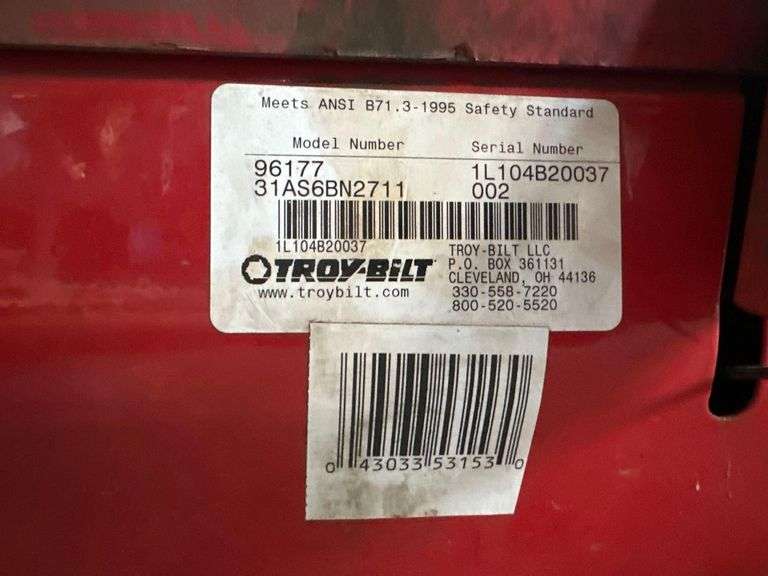 Meets ANSI B71.3-1995 Safety Standard
Model Number Serial Number
96177 1L104B20037
31AS6BN2711 002
1L104B20037
TROY-BILT
www.troybilt.com
TROY-BILT LLC
P.O. BOX 361131
CLEVELAND, OH 44136
330-558-7220
800-520-5520
0 43033 53153 0